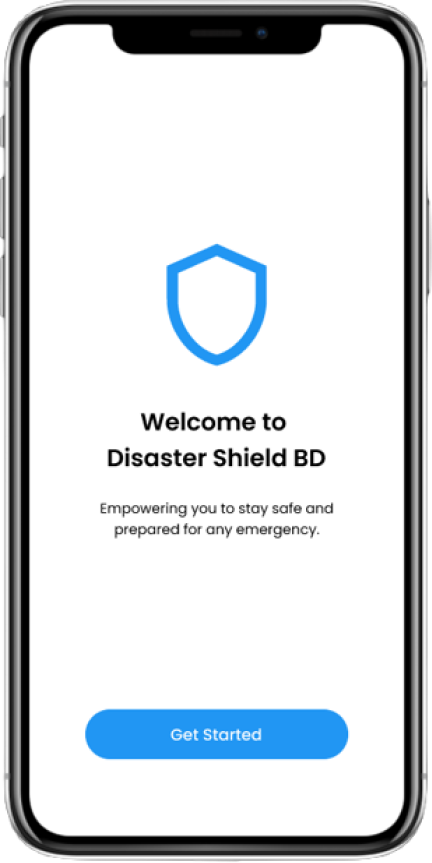 Welcome to
Disaster Shield BD
Empowering you to stay safe and
prepared for any emergency.
Get Started